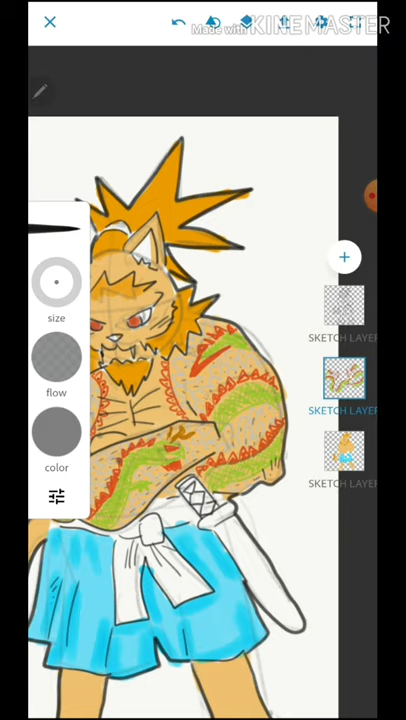 Made with KINEMASTER
size
flow
color
SKETCH LAYER
SKETCH LAYER
SKETCH LAYER